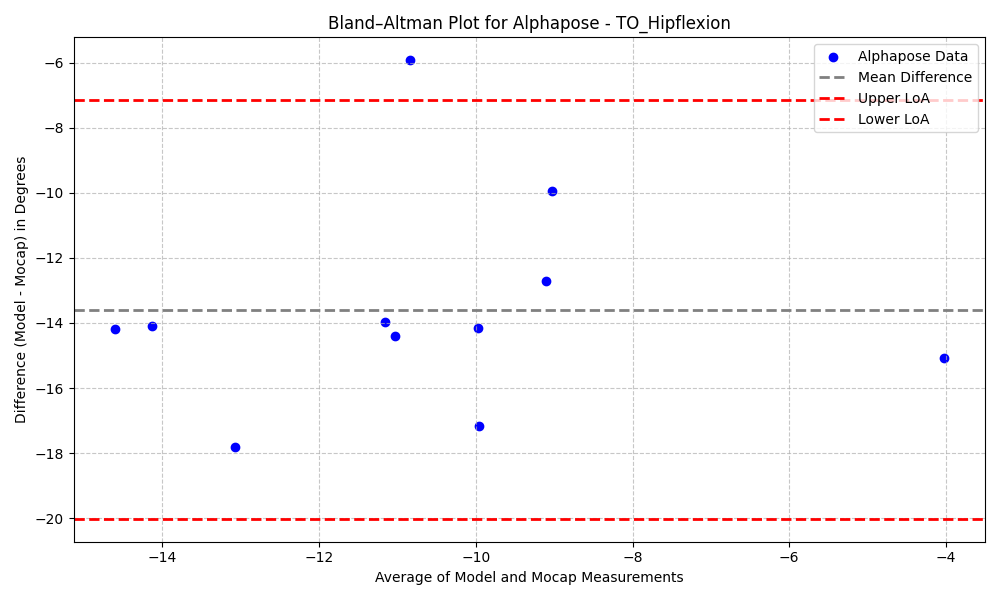 Bland–Altman Plot for Alphapose - TO_Hipflexion
Alphapose Data
Mean Difference
Upper LoA
Lower LoA
Difference (Model - Mocap) in Degrees
−6
−8
−10
−12
−14
−16
−18
−20
−14
−12
−10
−8
−6
−4
Average of Model and Mocap Measurements